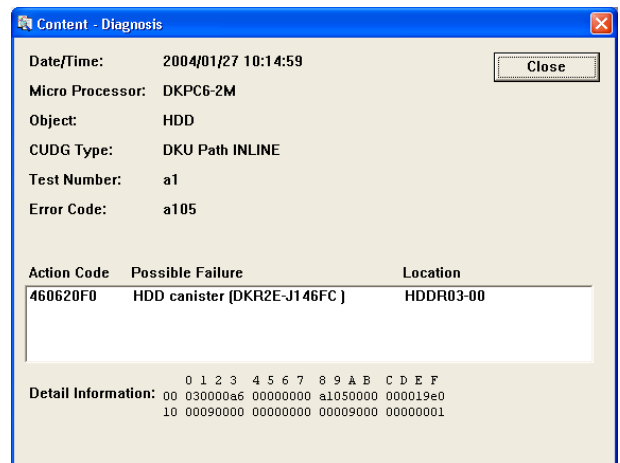 Content - Diagnosis
Date/Time: 2004/01/27 10:14:59
Close
Micro Processor: DKPC6-2M
Object: HDD
CUDG Type: DKU Path INLINE
Test Number: a1
Error Code: a105
Action Code Possible Failure Location
460620F0 HDD canister (DKR2E-J146FC ) HDDR03-00
0 1 2 3 4 5 6 7 8 9 A B C D E F
Detail Information: 00 030000a6 00000000 a1050000 000019e0
10 00090000 00000000 00009000 00000001